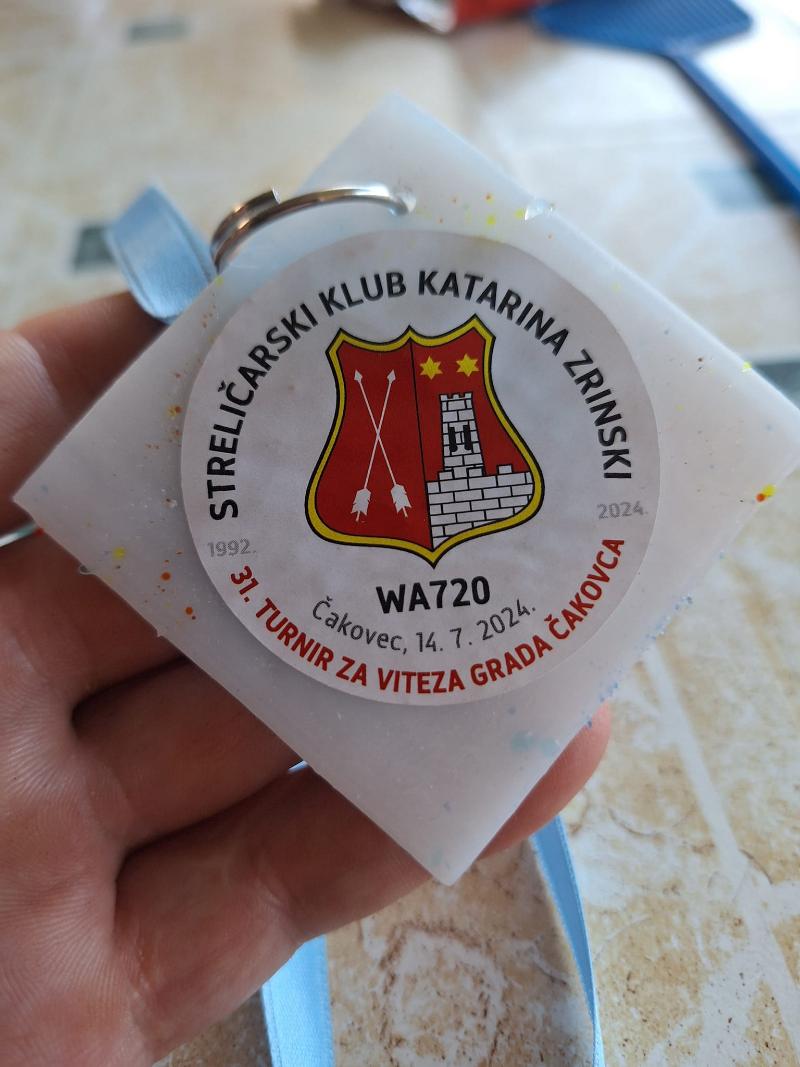 STRELIČARSKI KLUB KATARINA ZRINSKI
1992.
2024.
WA720
Čakovec, 14. 7. 2024.
31. TURNIR ZA VITEZA GRADA ČAKOVCA